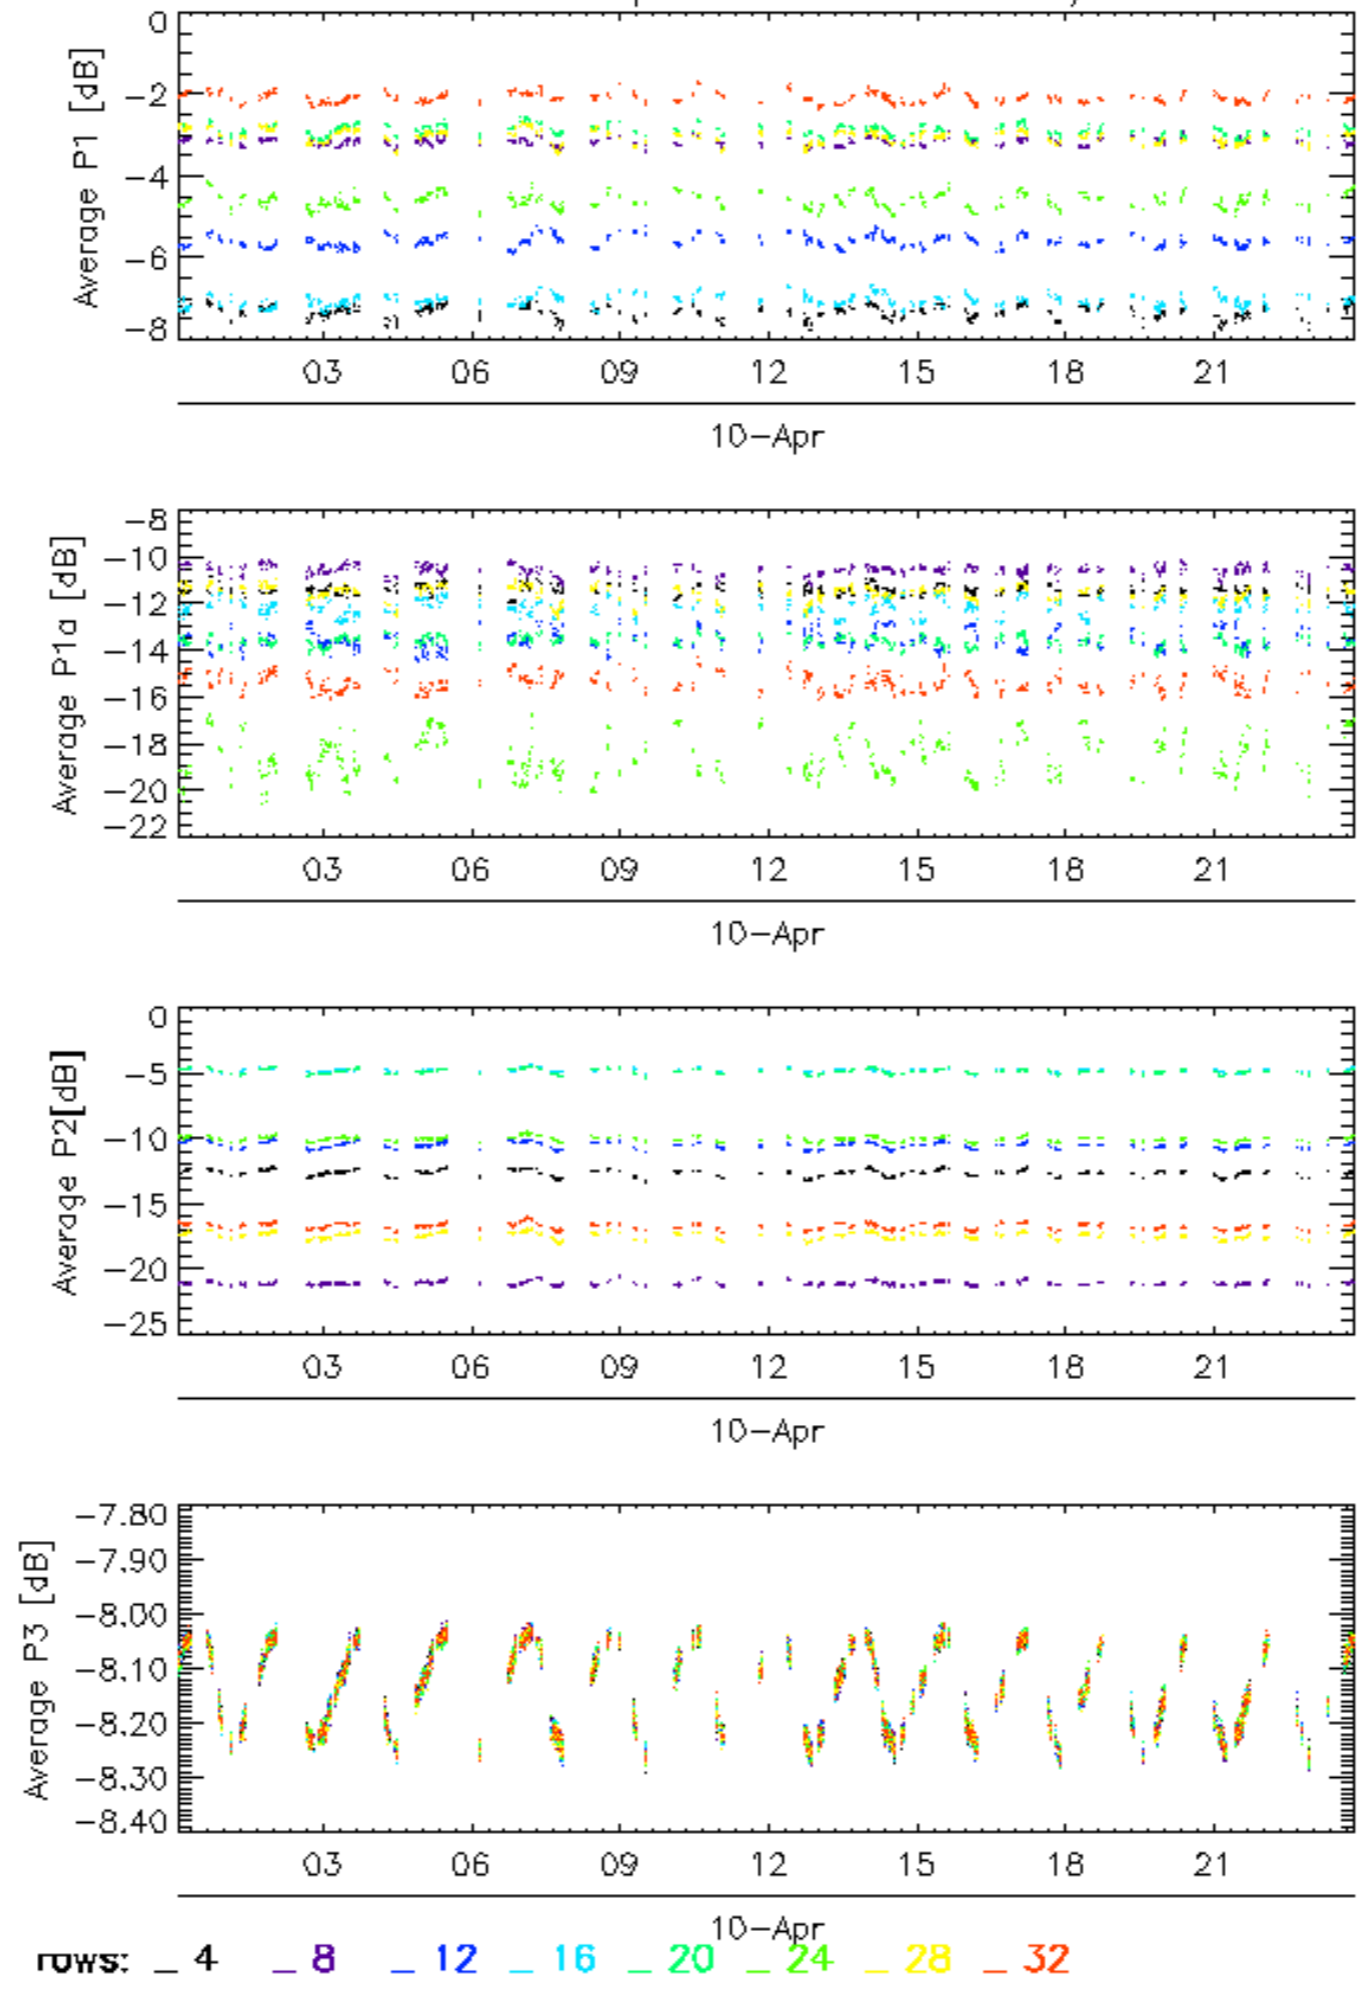 Average P1 [dB]
0
-2
-4
-6
-8
03 06 09 12 15 18 21
10-Apr
Average P1a [dB]
-8
-10
-12
-14
-16
-18
-20
-22
03 06 09 12 15 18 21
10-Apr
Average P2[dB]
0
-5
-10
-15
-20
-25
03 06 09 12 15 18 21
10-Apr
Average P3 [dB]
-7.80
-7.90
-8.00
-8.10
-8.20
-8.30
-8.40
03 06 09 12 15 18 21
10-Apr
rows: _ 4 _ 8 _ 12 _ 16 _ 20 _ 24 _ 28 _ 32